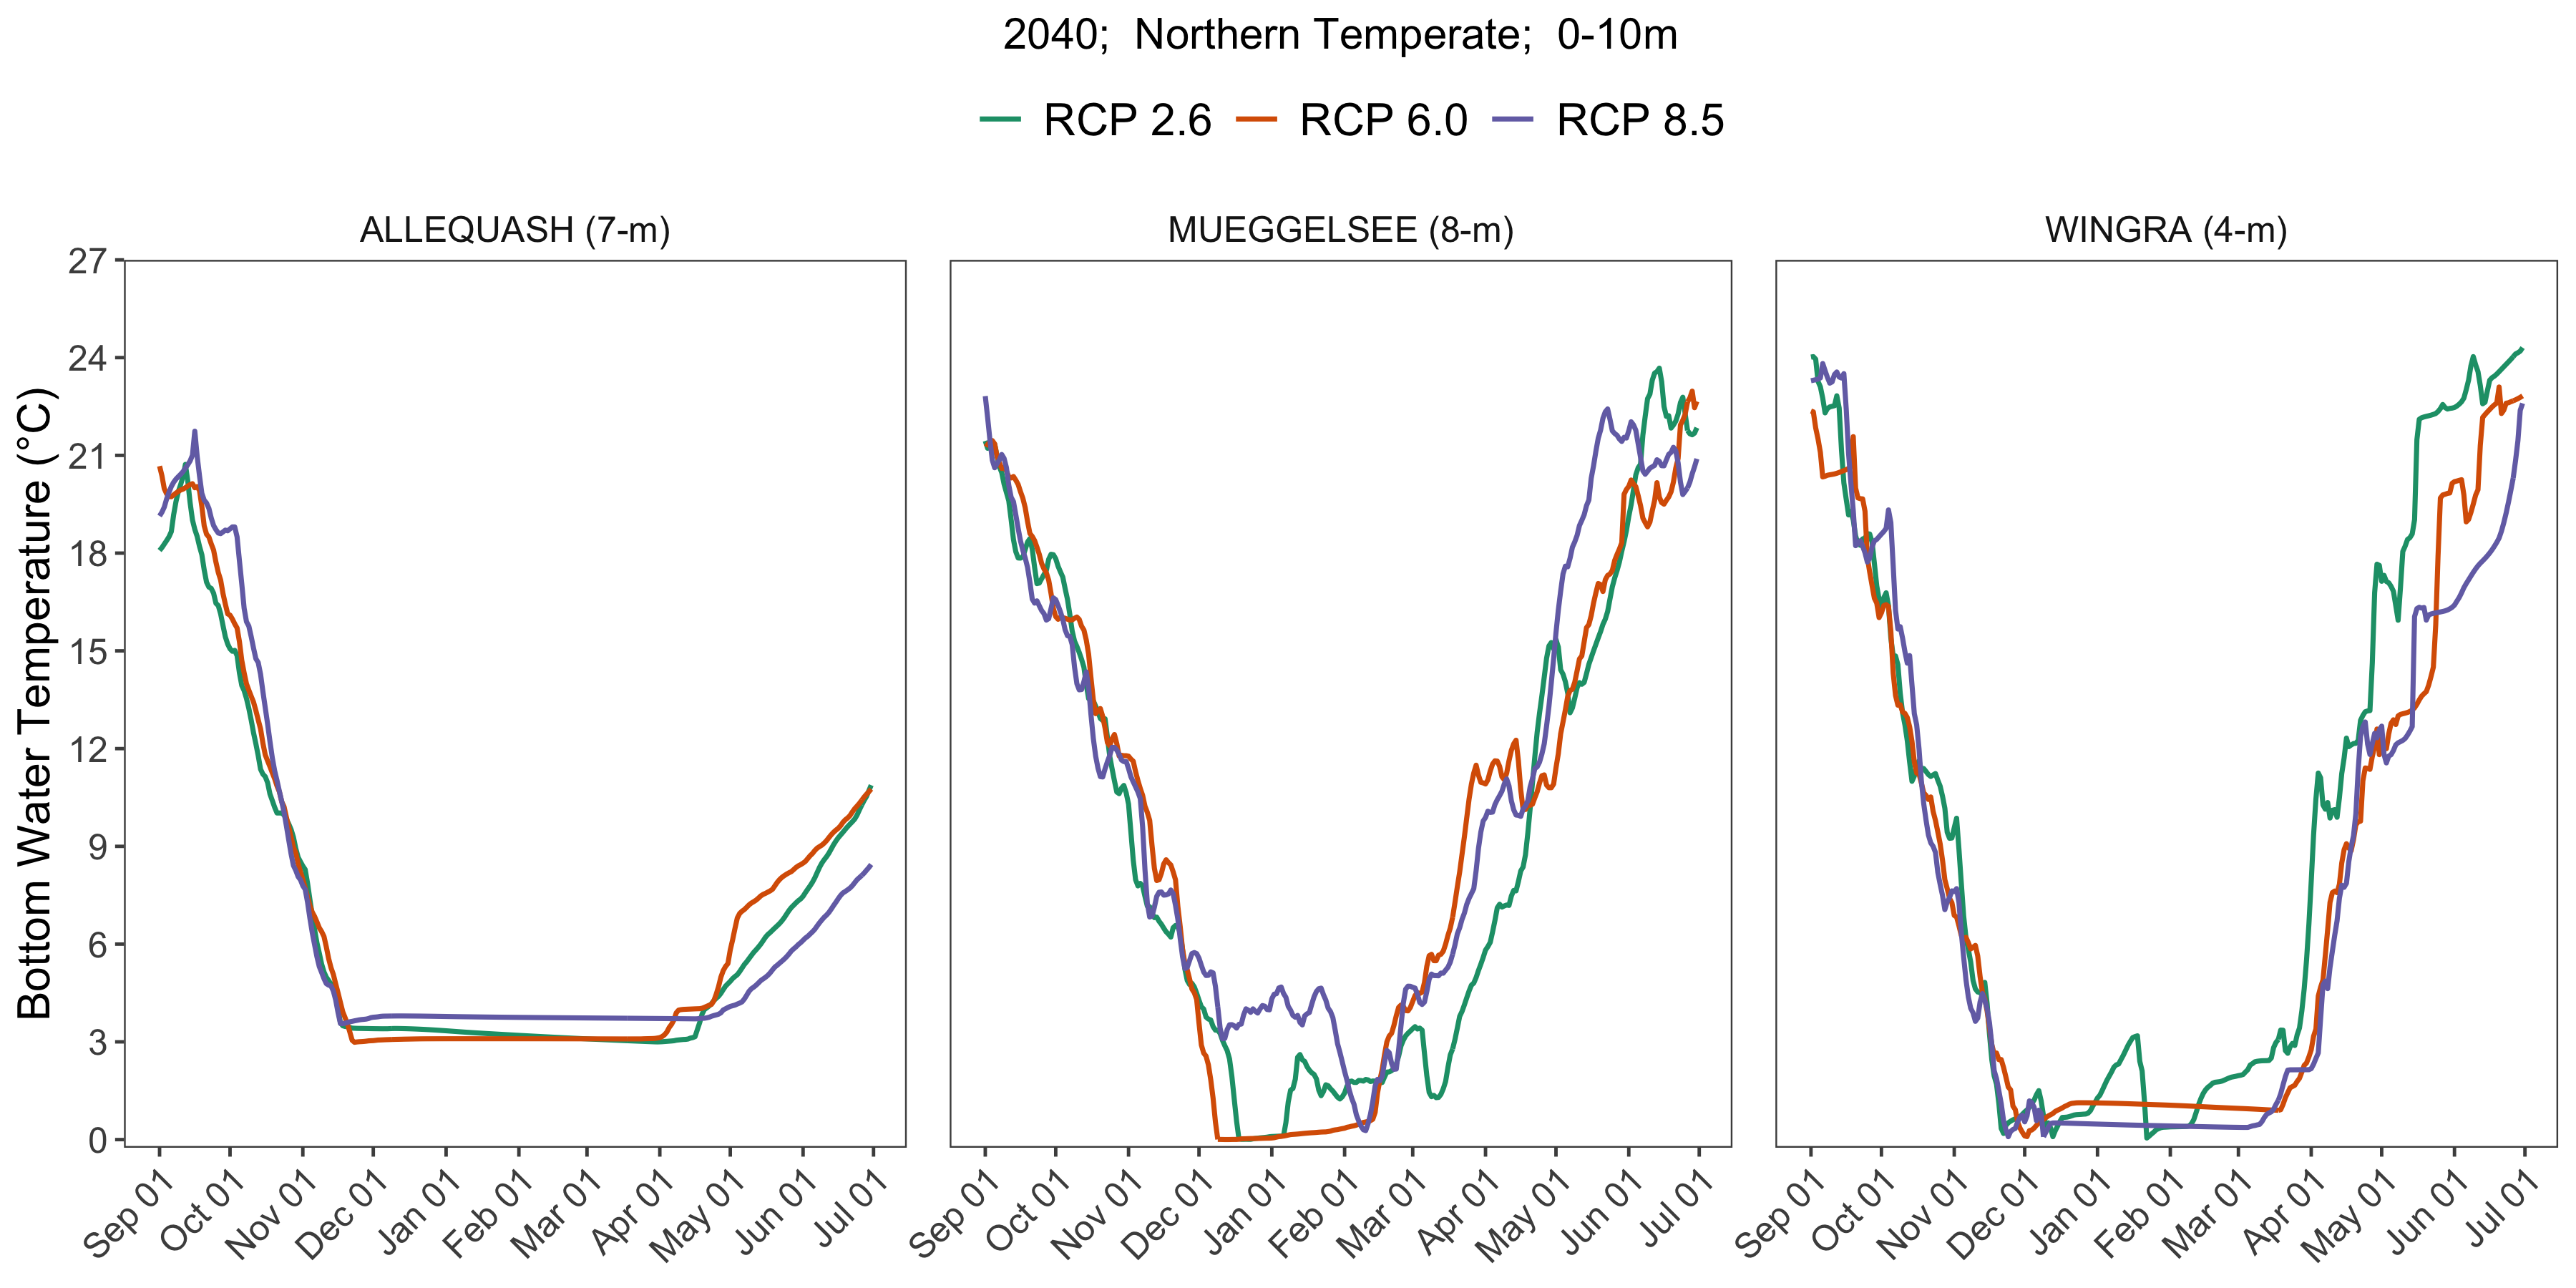 2040;  Northern Temperate;  0-10m
RCP 2.6 RCP 6.0 RCP 8.5
ALLEQUASH (7-m) MUEGGELSEE (8-m) WINGRA (4-m)
Bottom Water Temperature (°C)
27
24
21
18
15
12
9
6
3
0
Sep 01 Oct 01 Nov 01 Dec 01 Jan 01 Feb 01 Mar 01 Apr 01 May 01 Jun 01 Jul 01
Sep 01 Oct 01 Nov 01 Dec 01 Jan 01 Feb 01 Mar 01 Apr 01 May 01 Jun 01 Jul 01
Sep 01 Oct 01 Nov 01 Dec 01 Jan 01 Feb 01 Mar 01 Apr 01 May 01 Jun 01 Jul 01